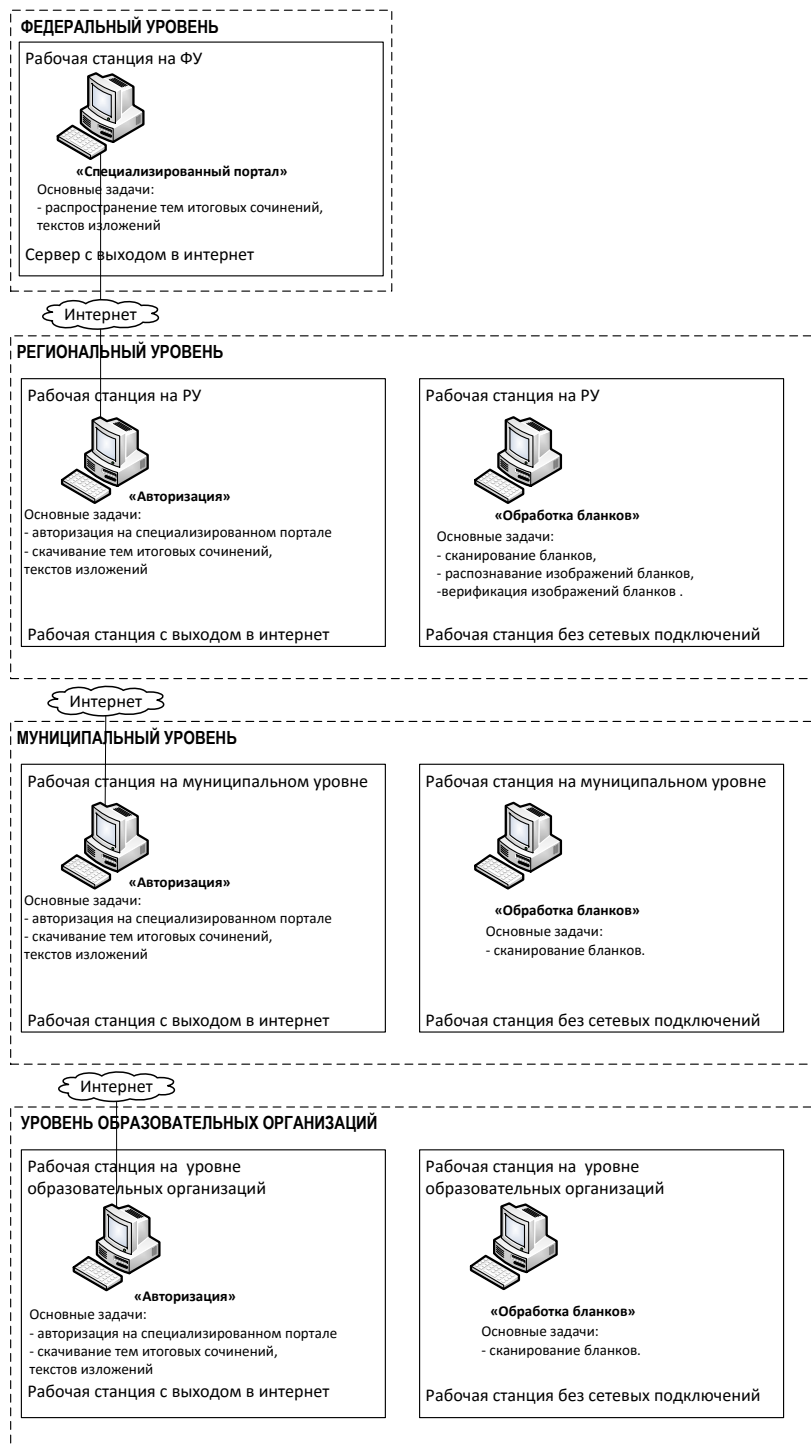 ФЕДЕРАЛЬНЫЙ УРОВЕНЬ
Рабочая станция на ФУ
«Специализированный портал»
Основные задачи:
- распространение тем итоговых сочинений,
текстов изложений
Сервер с выходом в интернет
Интернет
РЕГИОНАЛЬНЫЙ УРОВЕНЬ
Рабочая станция на РУ
«Авторизация»
Основные задачи:
- авторизация на специализированном портале
- скачивание тем итоговых сочинений,
текстов изложений
Рабочая станция с выходом в интернет
Рабочая станция на РУ
«Обработка бланков»
Основные задачи:
- сканирование бланков,
- распознавание изображений бланков,
-верификация изображений бланков .
Рабочая станция без сетевых подключений
Интернет
МУНИЦИПАЛЬНЫЙ УРОВЕНЬ
Рабочая станция на муниципальном уровне
«Авторизация»
Основные задачи:
- авторизация на специализированном портале
- скачивание тем итоговых сочинений,
текстов изложений
Рабочая станция с выходом в интернет
Рабочая станция на муниципальном уровне
«Обработка бланков»
Основные задачи:
- сканирование бланков.
Рабочая станция без сетевых подключений
Интернет
УРОВЕНЬ ОБРАЗОВАТЕЛЬНЫХ ОРГАНИЗАЦИЙ
Рабочая станция на уровне
образовательных организаций
«Авторизация»
Основные задачи:
- авторизация на специализированном портале
- скачивание тем итоговых сочинений,
текстов изложений
Рабочая станция с выходом в интернет
Рабочая станция на уровне
образовательных организаций
«Обработка бланков»
Основные задачи:
- сканирование бланков.
Рабочая станция без сетевых подключений